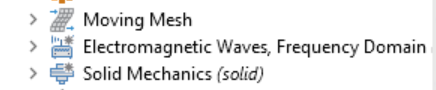 Moving Mesh
Electromagnetic Waves, Frequency Domain
Solid Mechanics (solid)